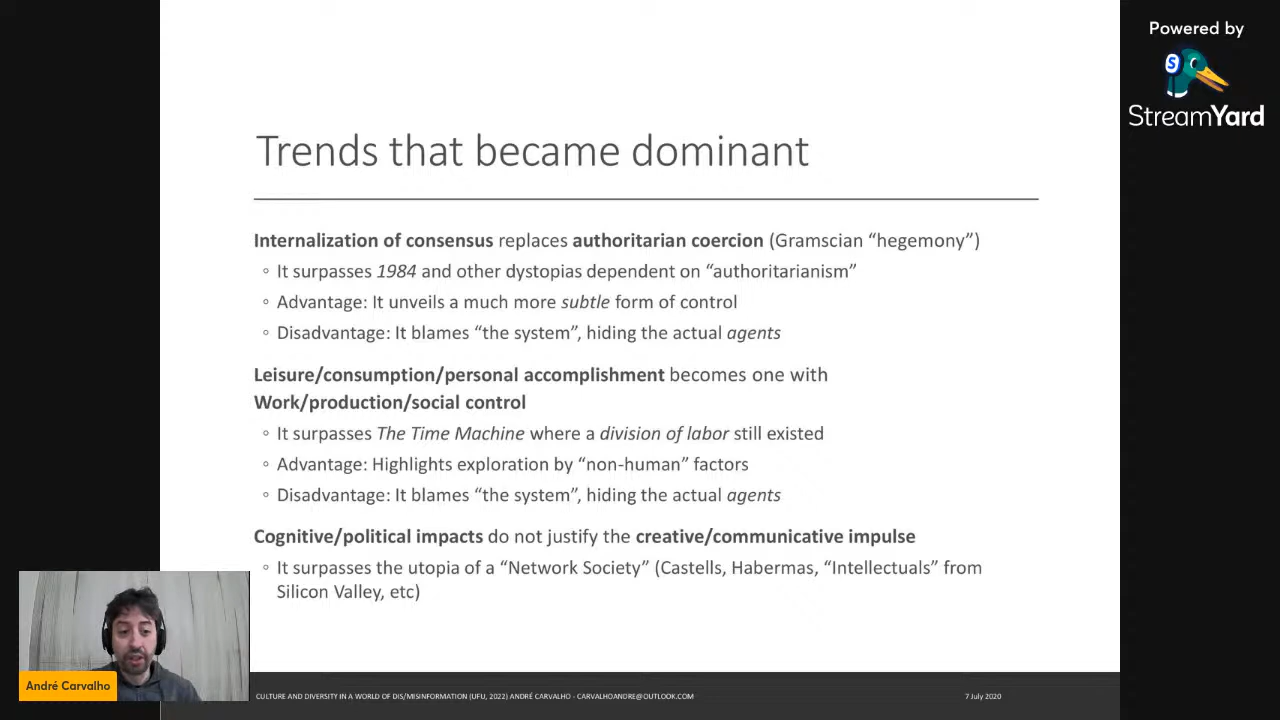 Powered by
StreamYard
Trends that became dominant
Internalization of consensus replaces authoritarian coercion (Gramscian “hegemony”)
◦ It surpasses 1984 and other dystopias dependent on “authoritarianism”
◦ Advantage: It unveils a much more subtle form of control
◦ Disadvantage: It blames “the system”, hiding the actual agents
Leisure/consumption/personal accomplishment becomes one with
Work/production/social control
◦ It surpasses The Time Machine where a division of labor still existed
◦ Advantage: Highlights exploration by “non-human” factors
◦ Disadvantage: It blames “the system”, hiding the actual agents
Cognitive/political impacts do not justify the creative/communicative impulse
◦ It surpasses the utopia of a “Network Society” (Castells, Habermas, “Intellectuals” from
Silicon Valley, etc)
André Carvalho
CULTURE AND DIVERSITY IN A WORLD OF DIS/MISINFORMATION (UFU, 2022) ANDRÉ CARVALHO - CARVALHOANDRE@OUTLOOK.COM
7 July 2020